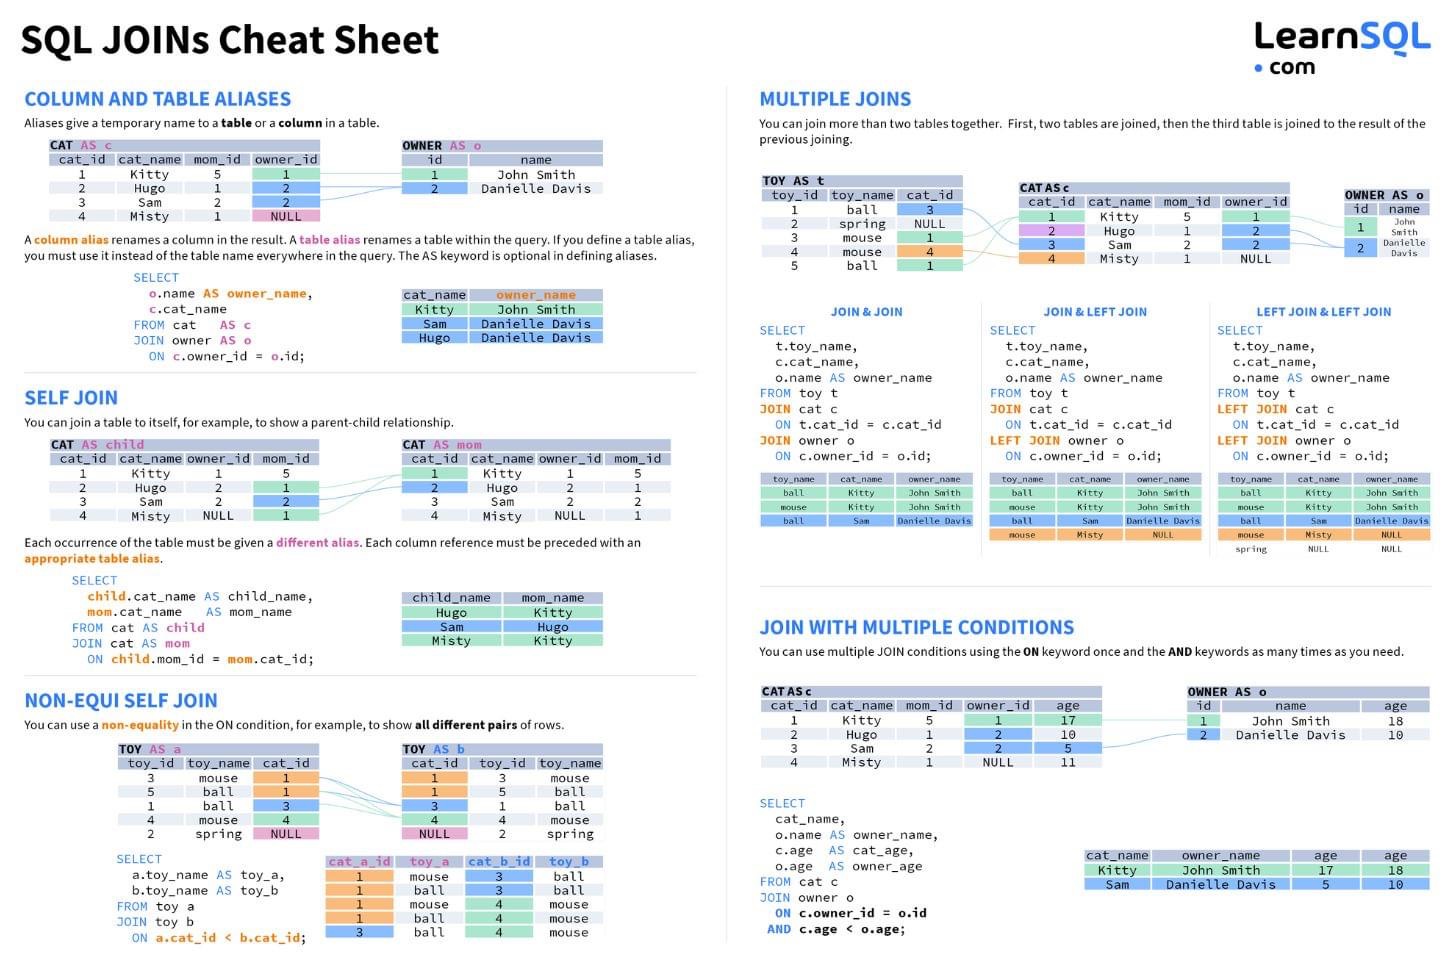 SQL JOINs Cheat Sheet
LearnSQL
• com
COLUMN AND TABLE ALIASES
Aliases give a temporary name to a table or a column in a table.
CAT AS c
cat_id cat_name mom_id owner_id
1 Kitty 5 1
2 Hugo 1 2
3 Sam 2 2
4 Misty 1 NULL
OWNER AS o
id name
1 John Smith
2 Danielle Davis
A column alias renames a column in the result. A table alias renames a table within the query. If you define a table alias,
you must use it instead of the table name everywhere in the query. The AS keyword is optional in defining aliases.
SELECT
o.name AS owner_name,
c.cat_name
FROM cat AS c
JOIN owner AS o
ON c.owner_id = o.id;
cat_name owner_name
Kitty John Smith
Sam Danielle Davis
Hugo Danielle Davis
SELF JOIN
You can join a table to itself, for example, to show a parent-child relationship.
CAT AS child
cat_id cat_name owner_id mom_id
1 Kitty 1 5
2 Hugo 2 1
3 Sam 2 2
4 Misty NULL 1
CAT AS mom
cat_id cat_name owner_id mom_id
1 Kitty 1 5
2 Hugo 2 1
3 Sam 2 2
4 Misty NULL 1
Each occurrence of the table must be given a different alias. Each column reference must be preceded with an
appropriate table alias.
SELECT
child.cat_name AS child_name,
mom.cat_name AS mom_name
FROM cat AS child
JOIN cat AS mom
ON child.mom_id = mom.cat_id;
child_name mom_name
Hugo Kitty
Sam Hugo
Misty Kitty
NON-EQUI SELF JOIN
You can use a non-equality in the ON condition, for example, to show all different pairs of rows.
TOY AS a
toy_id toy_name cat_id
3 mouse 1
5 ball 1
1 ball 3
4 mouse 4
2 spring NULL
TOY AS b
cat_id toy_id toy_name
1 3 mouse
1 5 ball
3 1 ball
4 4 mouse
NULL 2 spring
SELECT
a.toy_name AS toy_a,
b.toy_name AS toy_b
FROM toy a
JOIN toy b
ON a.cat_id < b.cat_id;
cat_a_id toy_a cat_b_id toy_b
1 mouse 3 ball
1 ball 3 ball
1 mouse 4 mouse
1 ball 4 mouse
3 ball 4 mouse
MULTIPLE JOINS
You can join more than two tables together. First, two tables are joined, then the third table is joined to the result of the
previous joining.
TOY AS t
toy_id toy_name cat_id
1 ball 3
2 spring NULL
3 mouse 1
4 mouse 4
5 ball 1
CAT AS c
cat_id cat_name mom_id owner_id
1 Kitty 5 1
2 Hugo 1 2
3 Sam 2 2
4 Misty 1 NULL
OWNER AS o
id name
1 John
Smith
2 Danielle
Davis
JOIN & JOIN
SELECT
t.toy_name,
c.cat_name,
o.name AS owner_name
FROM toy t
JOIN cat c
ON t.cat_id = c.cat_id
JOIN owner o
ON c.owner_id = o.id;
toy_name cat_name owner_name
ball Kitty John Smith
mouse Kitty John Smith
ball Sam Danielle Davis
JOIN & LEFT JOIN
SELECT
t.toy_name,
c.cat_name,
o.name AS owner_name
FROM toy t
JOIN cat c
ON t.cat_id = c.cat_id
LEFT JOIN owner o
ON c.owner_id = o.id;
toy_name cat_name owner_name
ball Kitty John Smith
mouse Kitty John Smith
ball Sam Danielle Davis
mouse Misty NULL
LEFT JOIN & LEFT JOIN
SELECT
t.toy_name,
c.cat_name,
o.name AS owner_name
FROM toy t
LEFT JOIN cat c
ON t.cat_id = c.cat_id
LEFT JOIN owner o
ON c.owner_id = o.id;
toy_name cat_name owner_name
ball Kitty John Smith
mouse Kitty John Smith
ball Sam Danielle Davis
mouse Misty NULL
spring NULL NULL
JOIN WITH MULTIPLE CONDITIONS
You can use multiple JOIN conditions using the ON keyword once and the AND keywords as many times as you need.
CAT AS c
cat_id cat_name mom_id owner_id age
1 Kitty 5 1 17
2 Hugo 1 2 10
3 Sam 2 2 5
4 Misty 1 NULL 11
OWNER AS o
id name age
1 John Smith 18
2 Danielle Davis 10
SELECT
cat_name,
o.name AS owner_name,
c.age AS cat_age,
o.age AS owner_age
FROM cat c
JOIN owner o
ON c.owner_id = o.id
AND c.age < o.age;
cat_name owner_name age age
Kitty John Smith 17 18
Sam Danielle Davis 5 10